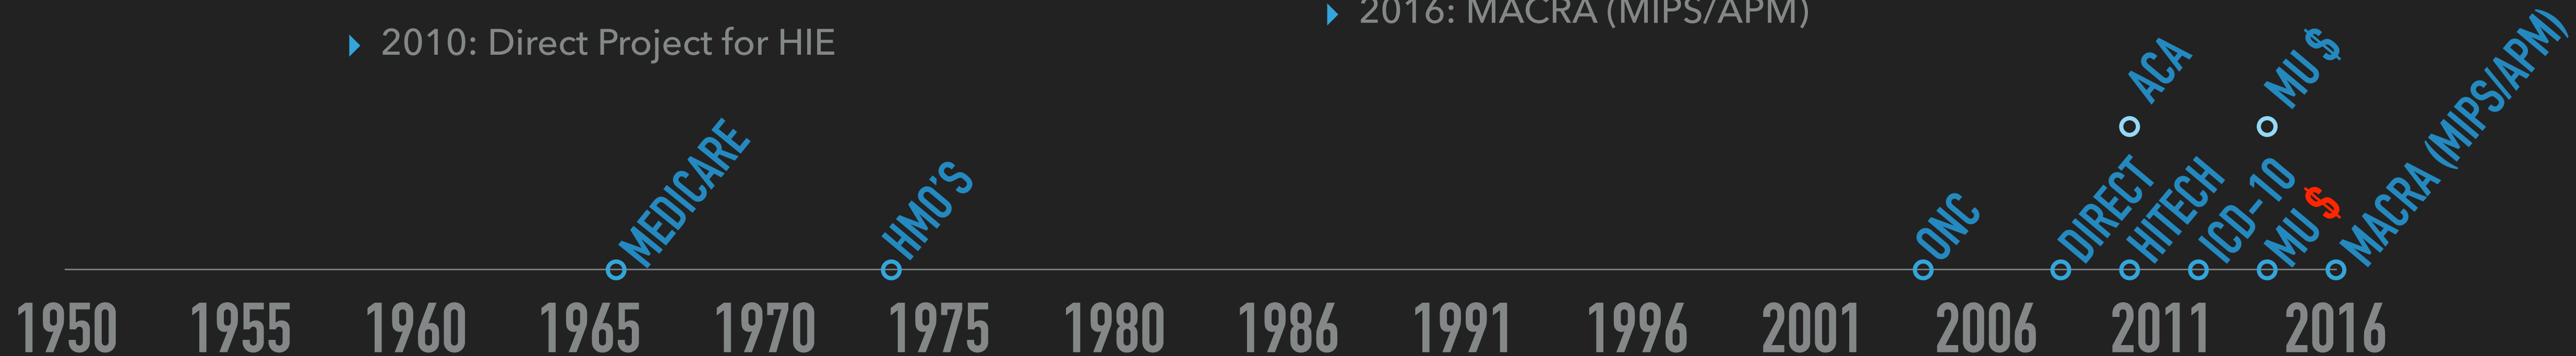 2016: MACRA (MIPS/APM)
2010: Direct Project for HIE
MEDICARE
HMO'S
ONC
DIRECT
ACA
HITECH
ICD-10
MU $
MU $
MACRA (MIPS/APM)
1950 1955 1960 1965 1970 1975 1980 1986 1991 1996 2001 2006 2011 2016